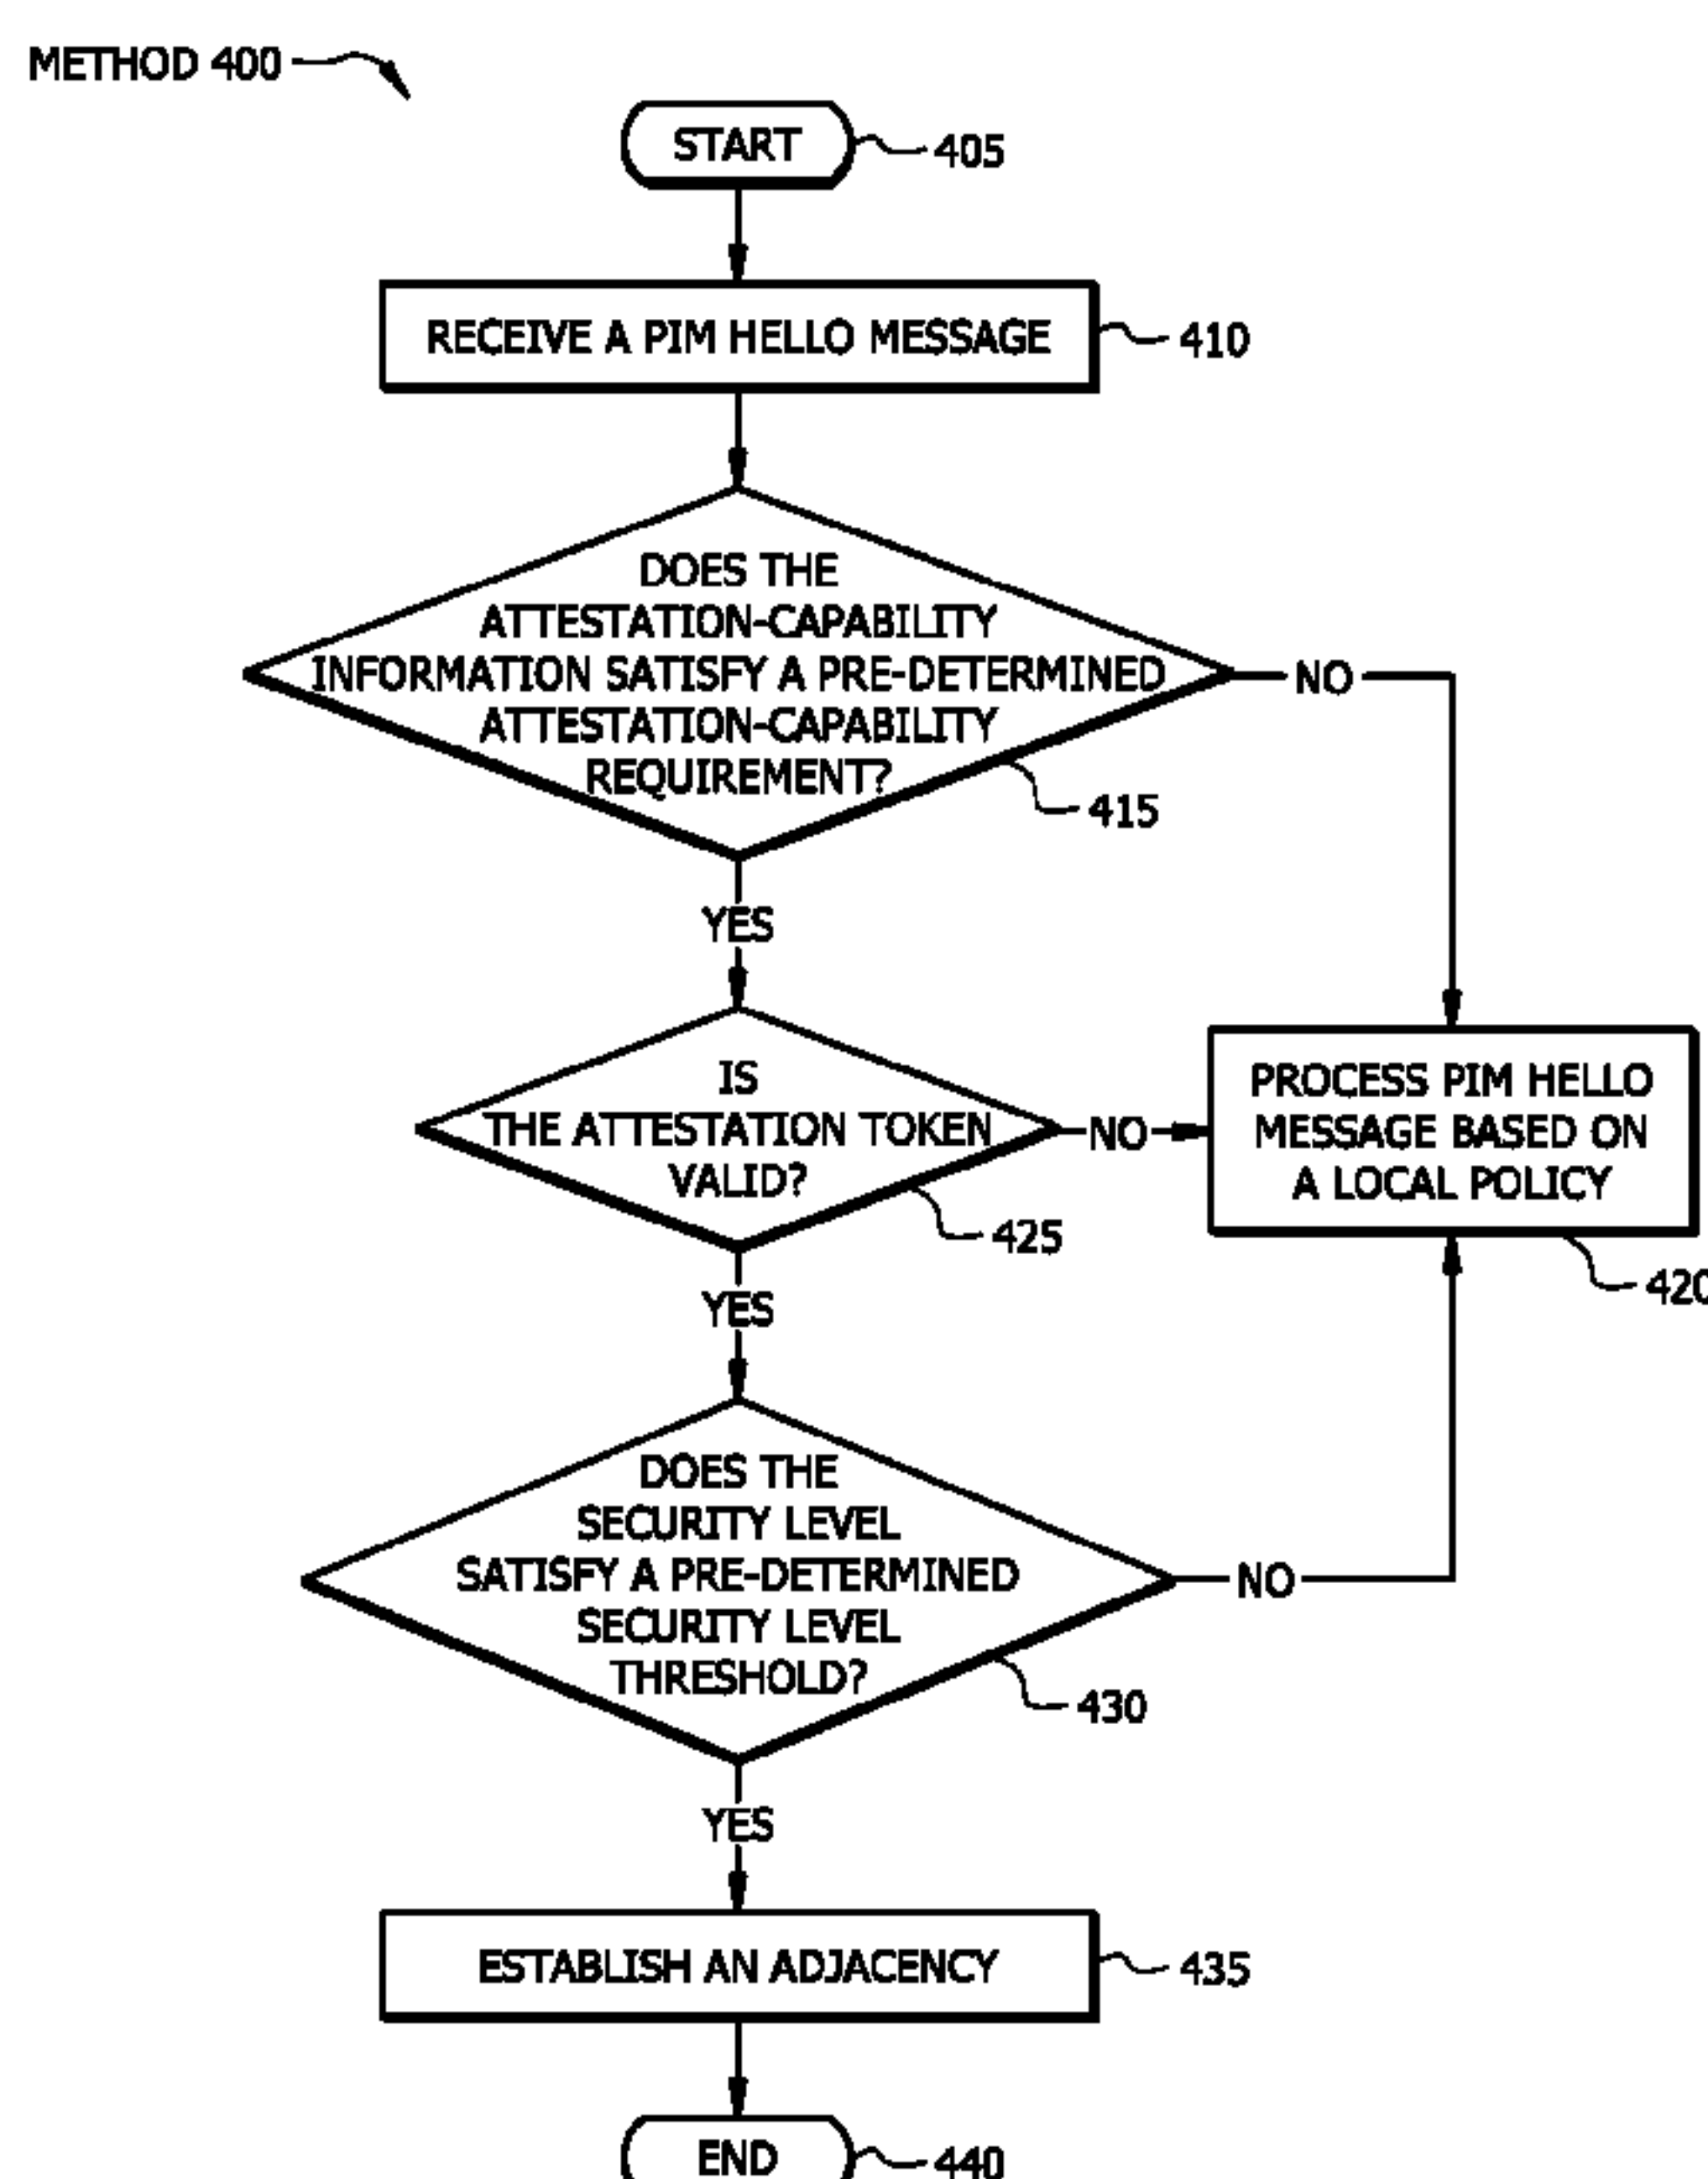 METHOD 400
START
405
RECEIVE A PIM HELLO MESSAGE
410
DOES THE
ATTESTATION-CAPABILITY
INFORMATION SATISFY A PRE-DETERMINED
ATTESTATION-CAPABILITY
REQUIREMENT?
NO
415
YES
IS
THE ATTESTATION TOKEN
VALID?
NO
425
PROCESS PIM HELLO
MESSAGE BASED ON
A LOCAL POLICY
420
YES
DOES THE
SECURITY LEVEL
SATISFY A PRE-DETERMINED
SECURITY LEVEL
THRESHOLD?
NO
430
YES
ESTABLISH AN ADJACENCY
435
END
440